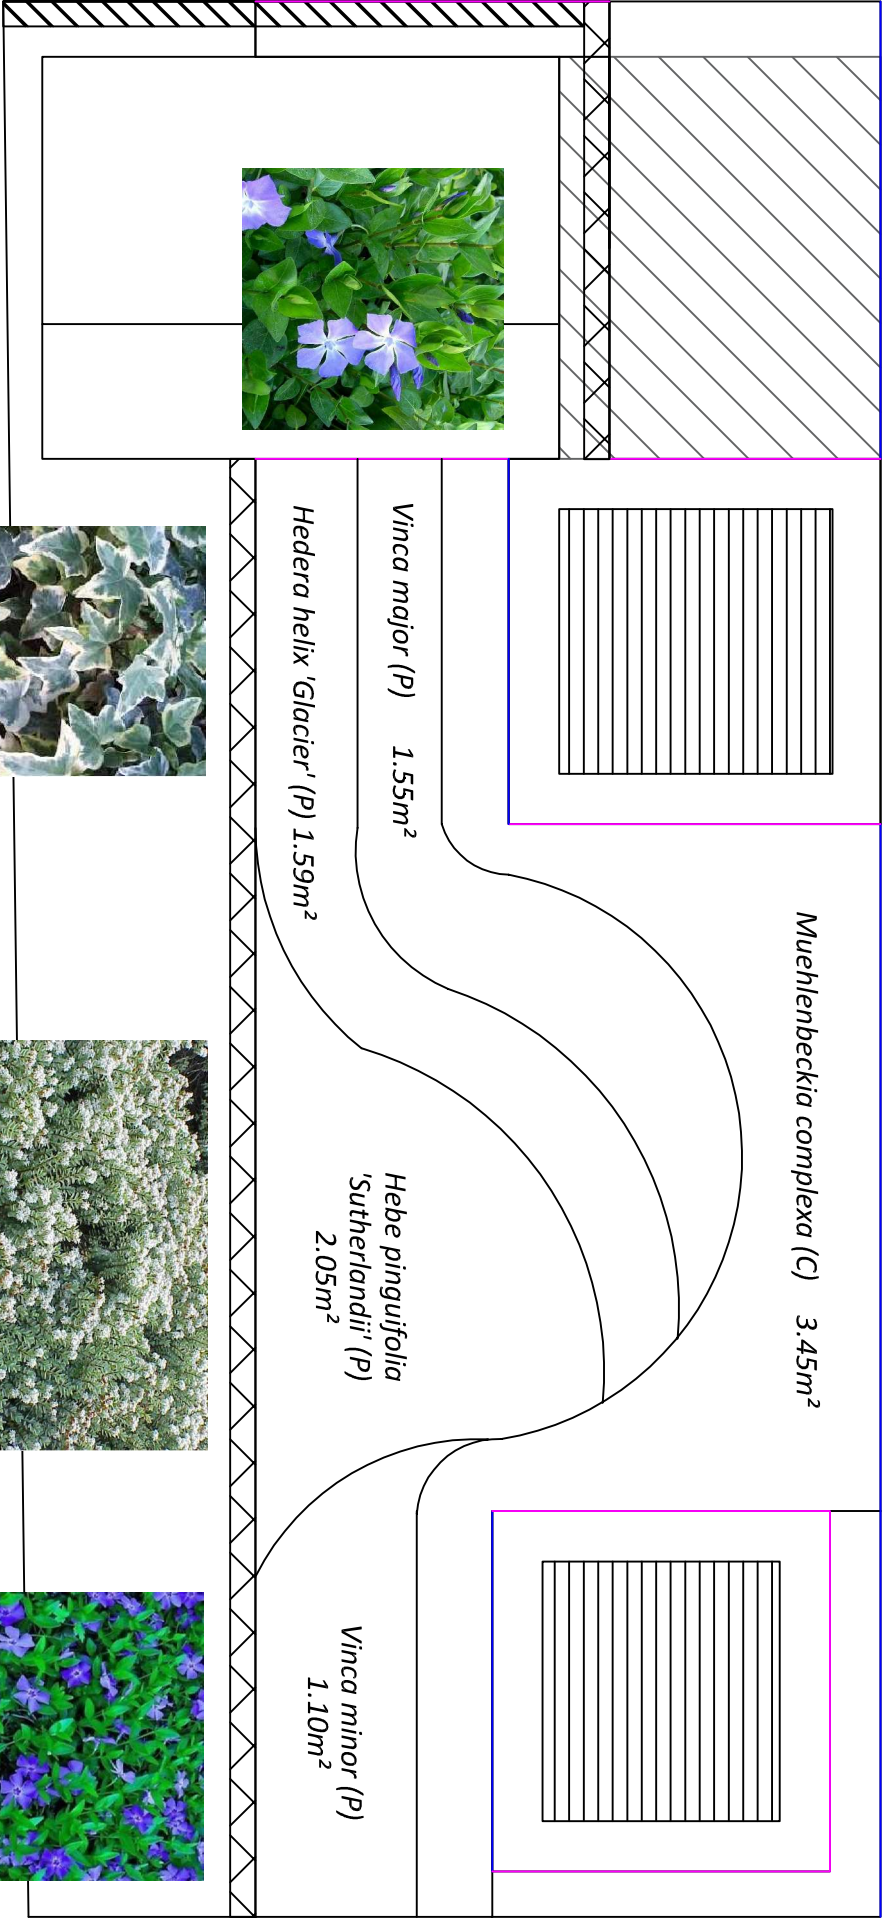 Muehlenbeckia complexa (C) 3.45m²
Vinca major (P) 1.55m²
Hedera helix 'Glacier' (P) 1.59m²
Hebe pinguifolia
'Sutherlandii' (P)
2.05m²
Vinca minor (P)
1.10m²